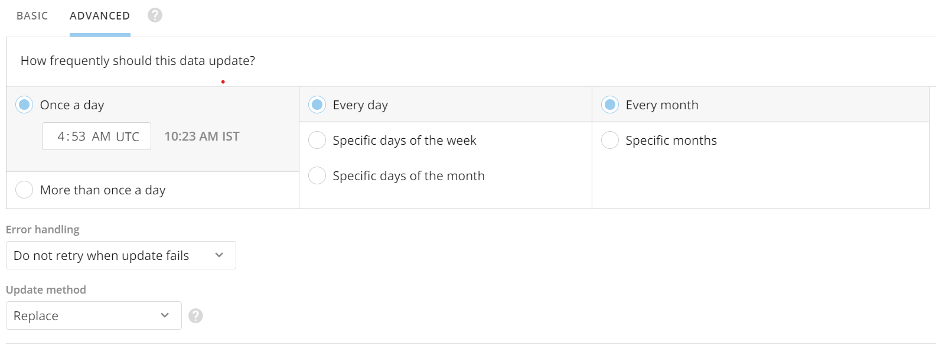 BASIC ADVANCED ?
How frequently should this data update?
Once a day
4:53 AM UTC 10:23 AM IST
More than once a day
Every day
Specific days of the week
Specific days of the month
Every month
Specific months
Error handling
Do not retry when update fails
Update method
Replace ?